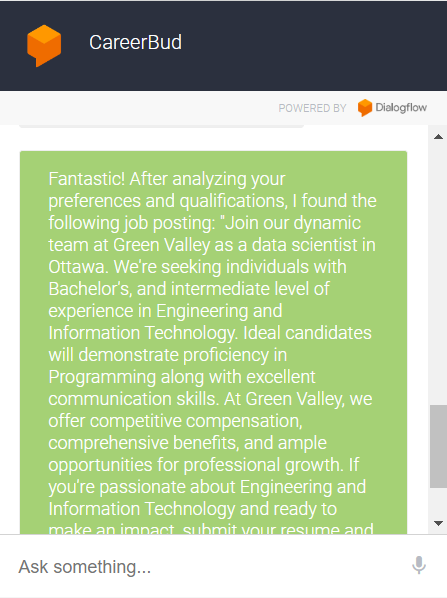 CareerBud
POWERED BY Dialogflow
Fantastic! After analyzing your
preferences and qualifications, I found the
following job posting: "Join our dynamic
team at Green Valley as a data scientist in
Ottawa. We're seeking individuals with
Bachelor's, and intermediate level of
experience in Engineering and
Information Technology. Ideal candidates
will demonstrate proficiency in
Programming along with excellent
communication skills. At Green Valley, we
offer competitive compensation,
comprehensive benefits, and ample
opportunities for professional growth. If
you're passionate about Engineering and
Information Technology and ready to
make an impact, submit your resume and
Ask something...